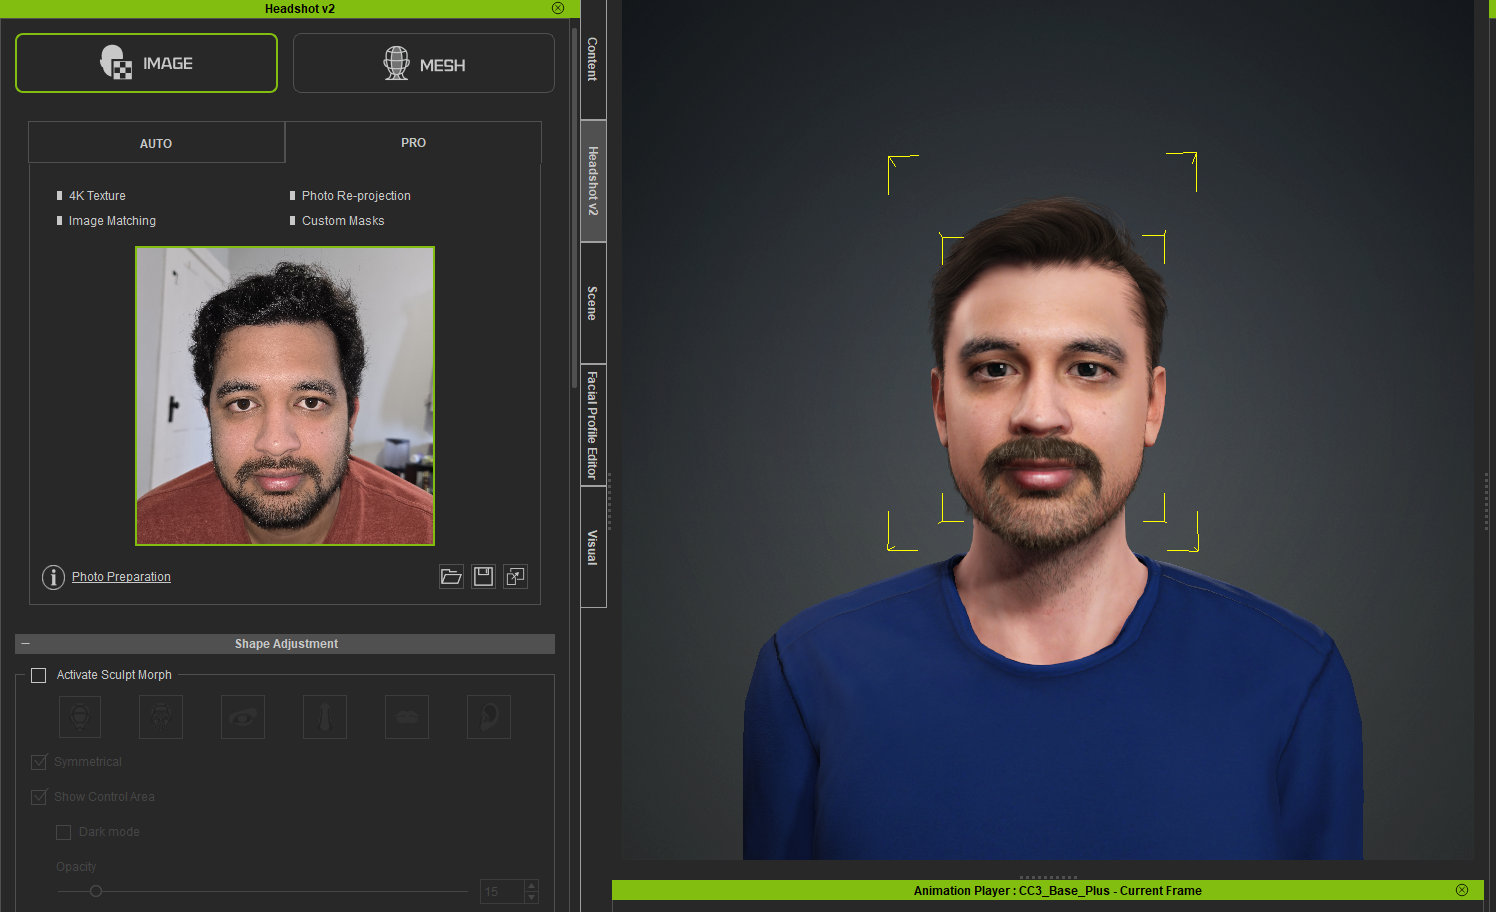 Headshot v2
IMAGE
MESH
AUTO
PRO
4K Texture
Photo Re-projection
Image Matching
Custom Masks
Photo Preparation
Shape Adjustment
Activate Sculpt Morph
Symmetrical
Show Control Area
Dark mode
Opacity
15
Content
Headshot v2
Scene
Facial Profile Editor
Visual
Animation Player : CC3_Base_Plus - Current Frame